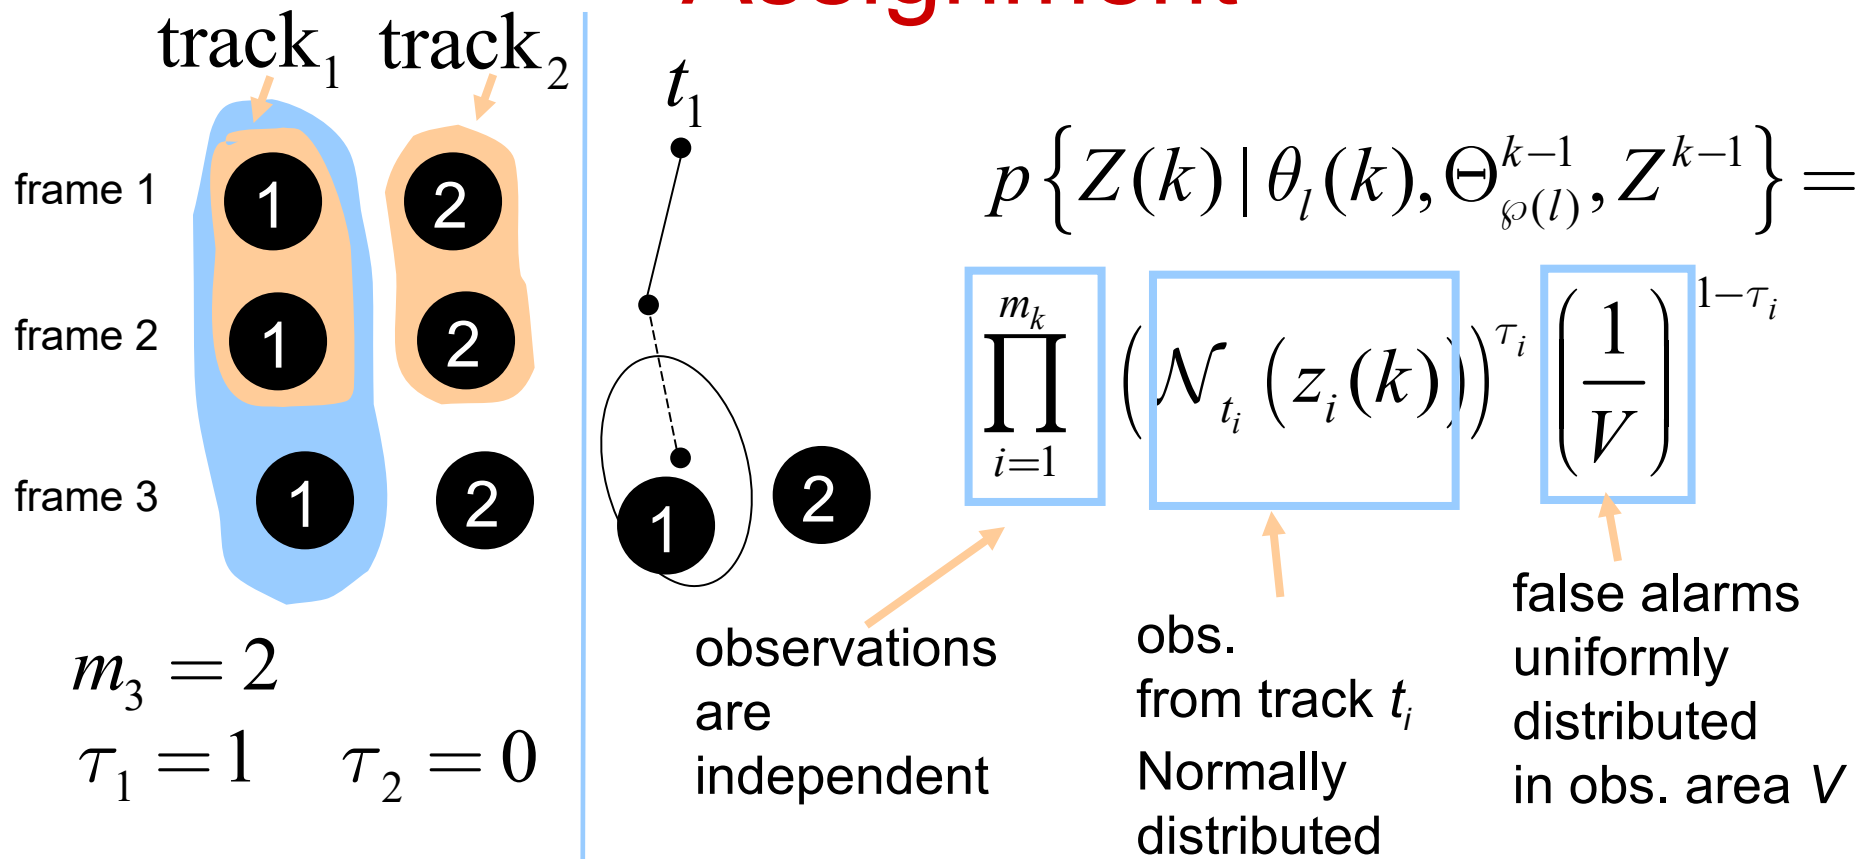 Assignment
track₁ track₂
frame 1 1 2
frame 2 1 2
frame 3 1 2
m₃ = 2
τ₁ = 1 τ₂ = 0
t₁
1 2
p{Z(k) | θₗ(k), Θ^{k−1}_{℘(l)}, Z^{k−1}} =
∏_{i=1}^{m_k} (𝒩_{t_i}(z_i(k)))^{τ_i} (1/V)^{1−τ_i}
observations
are
independent
obs.
from track tᵢ
Normally
distributed
false alarms
uniformly
distributed
in obs. area V